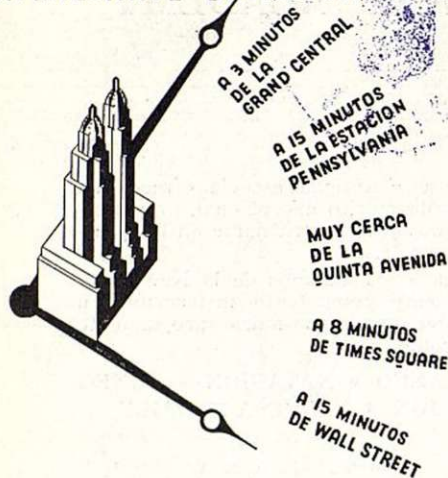 A 3 MINUTOS
DE LA
GRAND CENTRAL
A 15 MINUTOS
DE LA ESTACION
PENNSYLVANIA
MUY CERCA
DE LA
QUINTA AVENIDA
A 8 MINUTOS
DE TIMES SQUARE
A 15 MINUTOS
DE WALL STREET